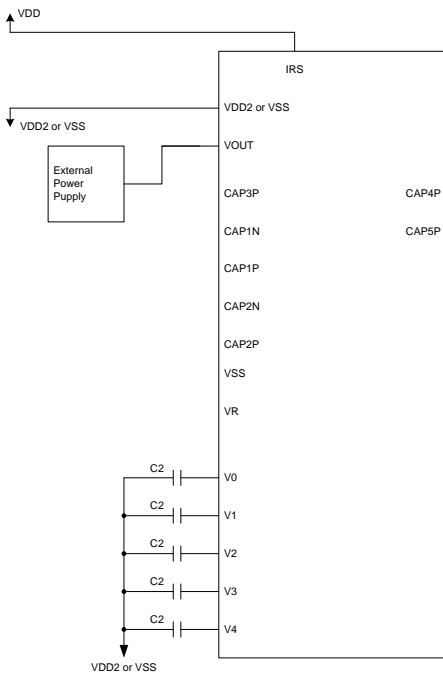 VDD
IRS
VDD2 or VSS
VDD2 or VSS
VOUT
External
Power
Pupply
CAP3P
CAP4P
CAP1N
CAP5P
CAP1P
CAP2N
CAP2P
VSS
VR
C2
V0
C2
V1
C2
V2
C2
V3
C2
V4
VDD2 or VSS